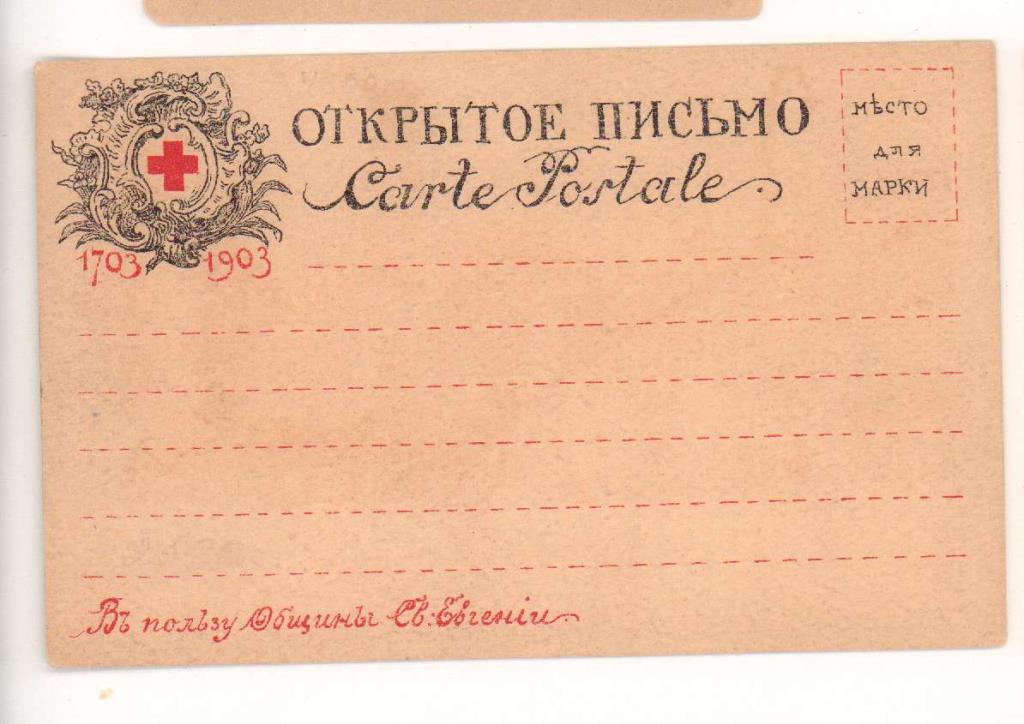 ОТКРЫТОЕ ПИСЬМО
Carte Postale
МѢСТО
ДЛЯ
МАРКИ
1703 1903
Въ пользу Общины Св: Евгеніи